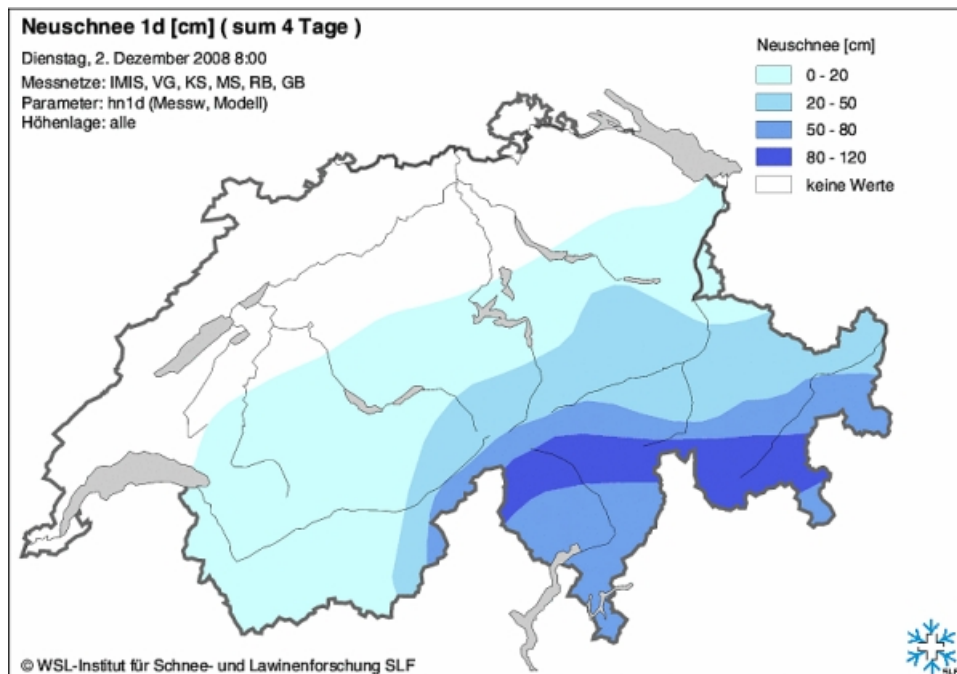 Neuschnee 1d [cm] ( sum 4 Tage )
Dienstag, 2. Dezember 2008 8:00
Messnetze: IMIS, VG, KS, MS, RB, GB
Parameter: hn1d (Messw, Modell)
Höhenlage: alle
Neuschnee [cm]
0 - 20
20 - 50
50 - 80
80 - 120
keine Werte
© WSL-Institut für Schnee- und Lawinenforschung SLF
SLF